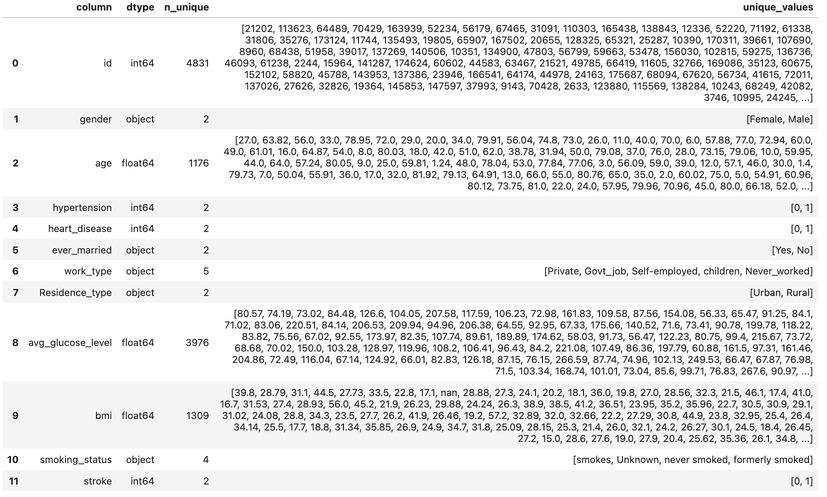 column dtype n_unique unique_values
[21202, 113623, 64489, 70429, 163939, 52234, 56179, 67465, 31091, 110303, 165438, 138843, 12336, 52220, 71192, 61338,
31806, 35276, 173124, 11744, 135493, 19805, 65907, 167502, 20655, 128325, 65321, 25287, 10390, 170311, 39661, 107690,
8960, 68438, 51958, 39017, 137269, 140506, 10351, 134900, 47803, 56799, 59663, 53478, 156030, 102815, 59275, 136736,
0 id int64 4831 46093, 61238, 2244, 15964, 141287, 174624, 60602, 44583, 63467, 21521, 49785, 66419, 11605, 32766, 169086, 35123, 60675,
152102, 58820, 45788, 143953, 137386, 23946, 166541, 64174, 44978, 24163, 175687, 68094, 67620, 56734, 41615, 72011,
137026, 27626, 32826, 19364, 145853, 147597, 37993, 9143, 70428, 2633, 123880, 115569, 138284, 10243, 68249, 42082,
3746, 10995, 24245, ...]
1 gender object 2 [Female, Male]
[27.0, 63.82, 56.0, 33.0, 78.95, 72.0, 29.0, 20.0, 34.0, 79.91, 56.04, 74.8, 73.0, 26.0, 11.0, 40.0, 70.0, 6.0, 57.88, 77.0, 72.94, 60.0,
49.0, 61.01, 16.0, 64.87, 54.0, 8.0, 80.03, 18.0, 42.0, 51.0, 62.0, 38.78, 31.94, 50.0, 79.08, 37.0, 76.0, 28.0, 73.15, 79.06, 10.0, 59.95,
2 age float64 1176 44.0, 64.0, 57.24, 80.05, 9.0, 25.0, 59.81, 1.24, 48.0, 78.04, 53.0, 77.84, 77.06, 3.0, 56.09, 59.0, 39.0, 12.0, 57.1, 46.0, 30.0, 1.4,
79.73, 7.0, 50.04, 55.91, 36.0, 17.0, 32.0, 81.92, 79.13, 64.91, 13.0, 66.0, 55.0, 80.76, 65.0, 35.0, 2.0, 60.02, 75.0, 5.0, 54.91, 60.96,
80.12, 73.75, 81.0, 22.0, 24.0, 57.95, 79.96, 70.96, 45.0, 80.0, 66.18, 52.0, ...]
3 hypertension int64 2 [0, 1]
4 heart_disease int64 2 [0, 1]
5 ever_married object 2 [Yes, No]
6 work_type object 5 [Private, Govt_job, Self-employed, children, Never_worked]
7 Residence_type object 2 [Urban, Rural]
[80.57, 74.19, 73.02, 84.48, 126.6, 104.05, 207.58, 117.59, 106.23, 72.98, 161.83, 109.58, 87.56, 154.08, 56.33, 65.47, 91.25, 84.1,
71.02, 83.06, 220.51, 84.14, 206.53, 209.94, 94.96, 206.38, 64.55, 92.95, 67.33, 175.66, 140.52, 71.6, 73.41, 90.78, 199.78, 118.22,
83.82, 75.56, 67.02, 92.55, 173.97, 82.35, 107.74, 89.61, 189.89, 174.62, 58.03, 91.73, 56.47, 122.23, 80.75, 99.4, 215.67, 73.72,
8 avg_glucose_level float64 3976 68.68, 70.02, 150.0, 103.28, 128.97, 119.96, 108.2, 106.41, 96.43, 84.2, 221.08, 107.49, 86.36, 197.79, 60.88, 161.5, 97.31, 161.46,
204.86, 72.49, 116.04, 67.14, 124.92, 66.01, 82.83, 126.18, 87.15, 76.15, 266.59, 87.74, 74.96, 102.13, 249.53, 66.47, 67.87, 76.98,
71.5, 103.34, 168.74, 101.01, 73.04, 85.6, 99.71, 76.83, 267.6, 90.97, ...]
[39.8, 28.79, 31.1, 44.5, 27.73, 33.5, 22.8, 17.1, nan, 28.88, 27.3, 24.1, 20.2, 18.1, 36.0, 19.8, 27.0, 28.56, 32.3, 21.5, 46.1, 17.4, 41.0,
16.7, 31.53, 27.4, 28.93, 56.0, 45.2, 21.9, 26.23, 29.88, 24.24, 26.3, 38.9, 38.5, 41.2, 36.51, 23.95, 35.2, 35.96, 22.7, 30.5, 30.9, 29.1,
9 bmi float64 1309 31.02, 24.08, 28.8, 34.3, 23.5, 27.7, 26.2, 41.9, 26.46, 19.2, 57.2, 32.89, 32.0, 32.66, 22.2, 27.29, 30.8, 44.9, 23.8, 32.95, 25.4, 26.4,
34.14, 25.5, 17.7, 18.8, 31.34, 35.85, 26.9, 24.9, 34.7, 31.8, 25.09, 28.15, 25.3, 21.4, 26.0, 32.1, 24.2, 26.27, 30.1, 24.5, 18.4, 26.45,
27.2, 15.0, 28.6, 27.6, 19.0, 27.9, 20.4, 25.62, 35.36, 26.1, 34.8, ...]
10 smoking_status object 4 [smokes, Unknown, never smoked, formerly smoked]
11 stroke int64 2 [0, 1]